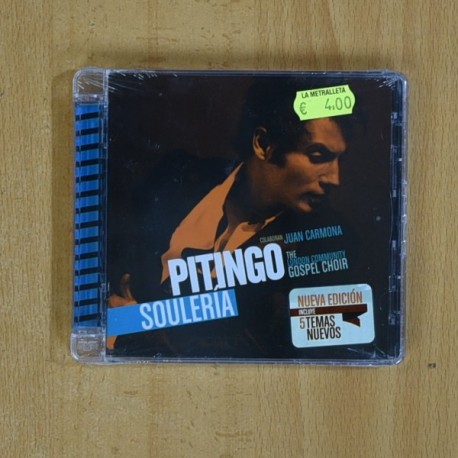 LA METRALLETA
€ 4,00
COLABORAN JUAN CARMONA
THE
LONDON COMMUNITY
GOSPEL CHOIR
PITINGO
SOULERÍA
NUEVA EDICIÓN
INCLUYE
5 TEMAS
NUEVOS